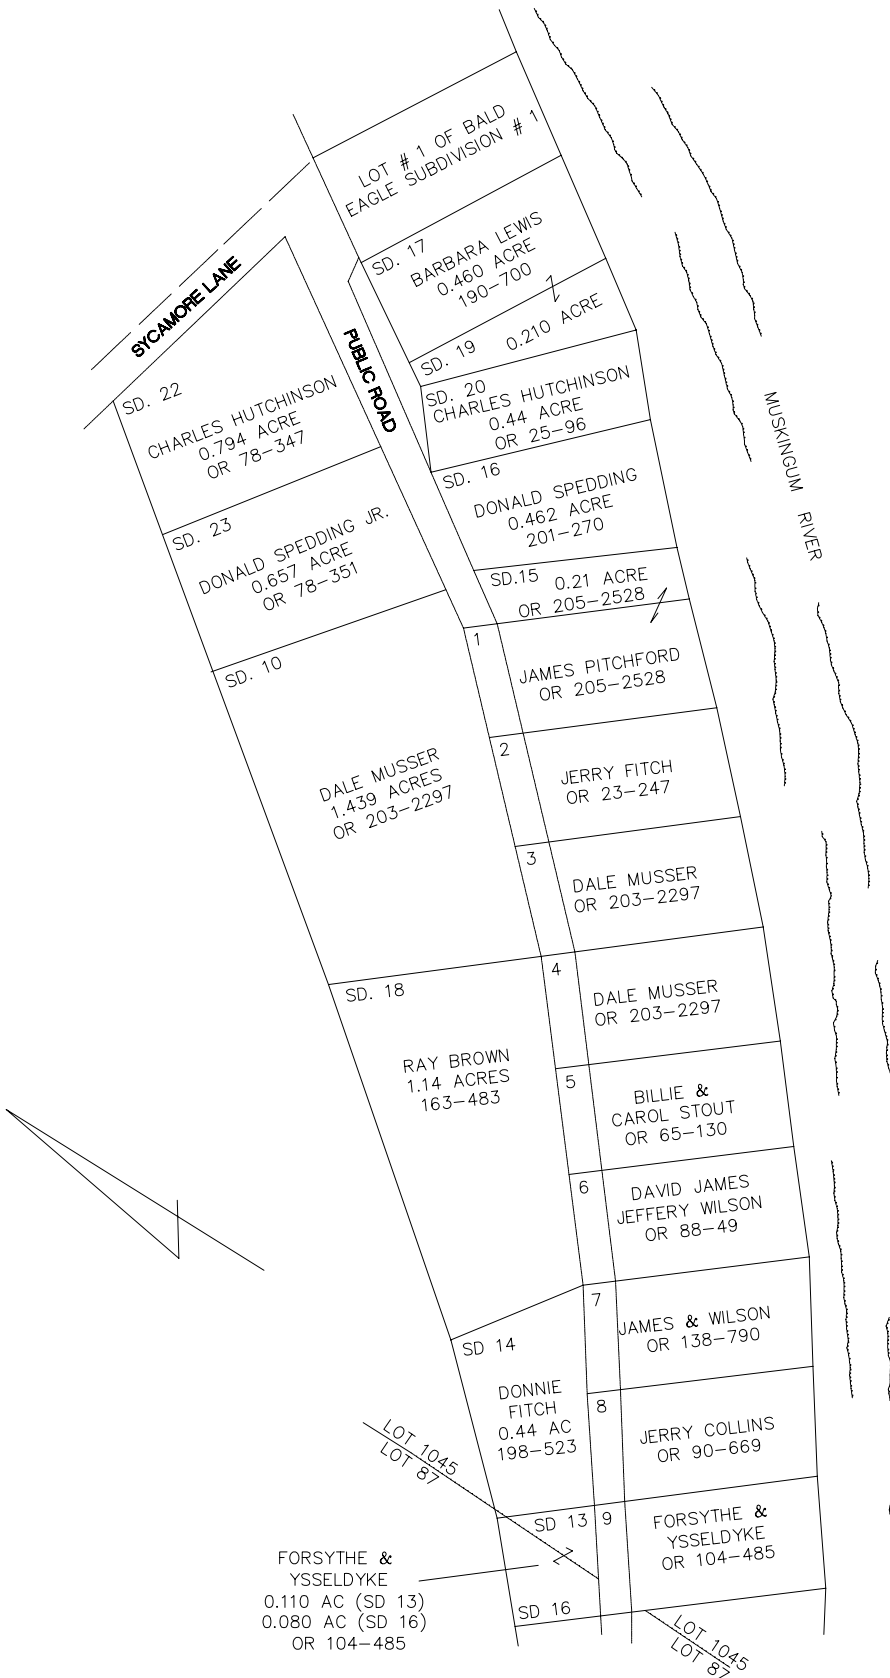 LOT # 1 OF BALD
EAGLE SUBDIVISION # 1
SD. 17
BARBARA LEWIS
0.460 ACRE
190-700
SYCAMORE LANE
PUBLIC ROAD
SD. 19
0.210 ACRE
SD. 20
CHARLES HUTCHINSON
0.44 ACRE
OR 25-96
SD. 22
CHARLES HUTCHINSON
0.794 ACRE
OR 78-347
MUSKINGUM RIVER
SD. 16
DONALD SPEDDING
0.462 ACRE
201-270
SD. 23
DONALD SPEDDING JR.
0.657 ACRE
OR 78-351
SD.15
0.21 ACRE
OR 205-2528
SD. 10
DALE MUSSER
1.439 ACRES
OR 203-2297
1
JAMES PITCHFORD
OR 205-2528
2
JERRY FITCH
OR 23-247
3
DALE MUSSER
OR 203-2297
SD. 18
RAY BROWN
1.14 ACRES
163-483
4
DALE MUSSER
OR 203-2297
5
BILLIE &
CAROL STOUT
OR 65-130
6
DAVID JAMES
JEFFERY WILSON
OR 88-49
7
JAMES & WILSON
OR 138-790
SD 14
DONNIE
FITCH
0.44 AC
198-523
8
JERRY COLLINS
OR 90-669
LOT 1045
LOT 87
SD 13
9
FORSYTHE &
YSSELDYKE
OR 104-485
FORSYTHE &
YSSELDYKE
0.110 AC (SD 13)
0.080 AC (SD 16)
OR 104-485
SD 16
LOT 1045
LOT 87